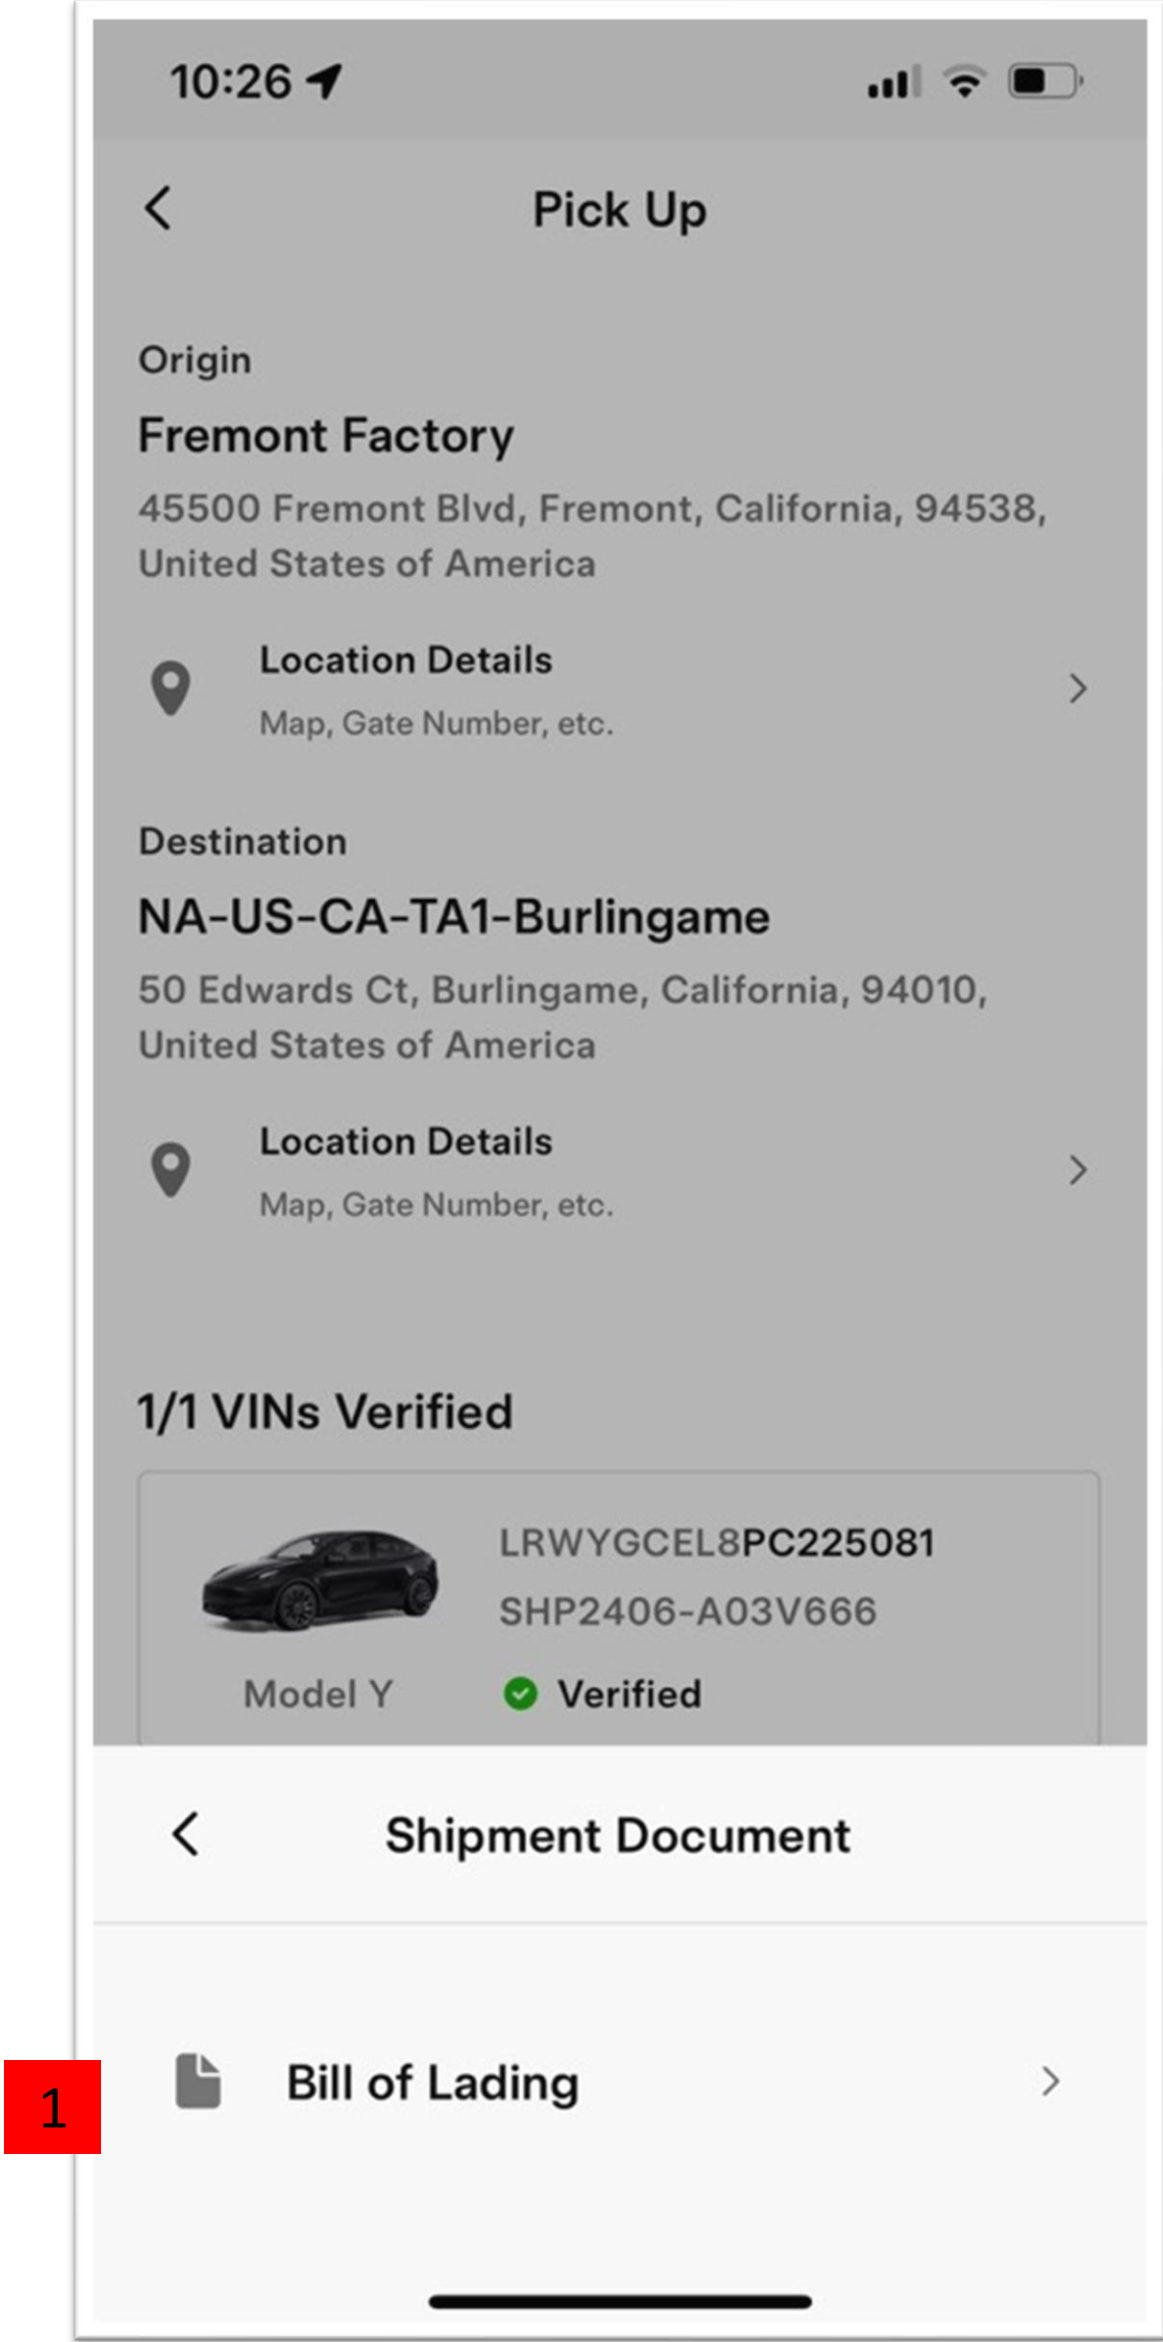 10:26
Pick Up
Origin
Fremont Factory
45500 Fremont Blvd, Fremont, California, 94538,
United States of America
Location Details
Map, Gate Number, etc.
Destination
NA-US-CA-TA1-Burlingame
50 Edwards Ct, Burlingame, California, 94010,
United States of America
Location Details
Map, Gate Number, etc.
1/1 VINs Verified
LRWYGCEL8PC225081
SHP2406-A03V666
Model Y
Verified
Shipment Document
1
Bill of Lading